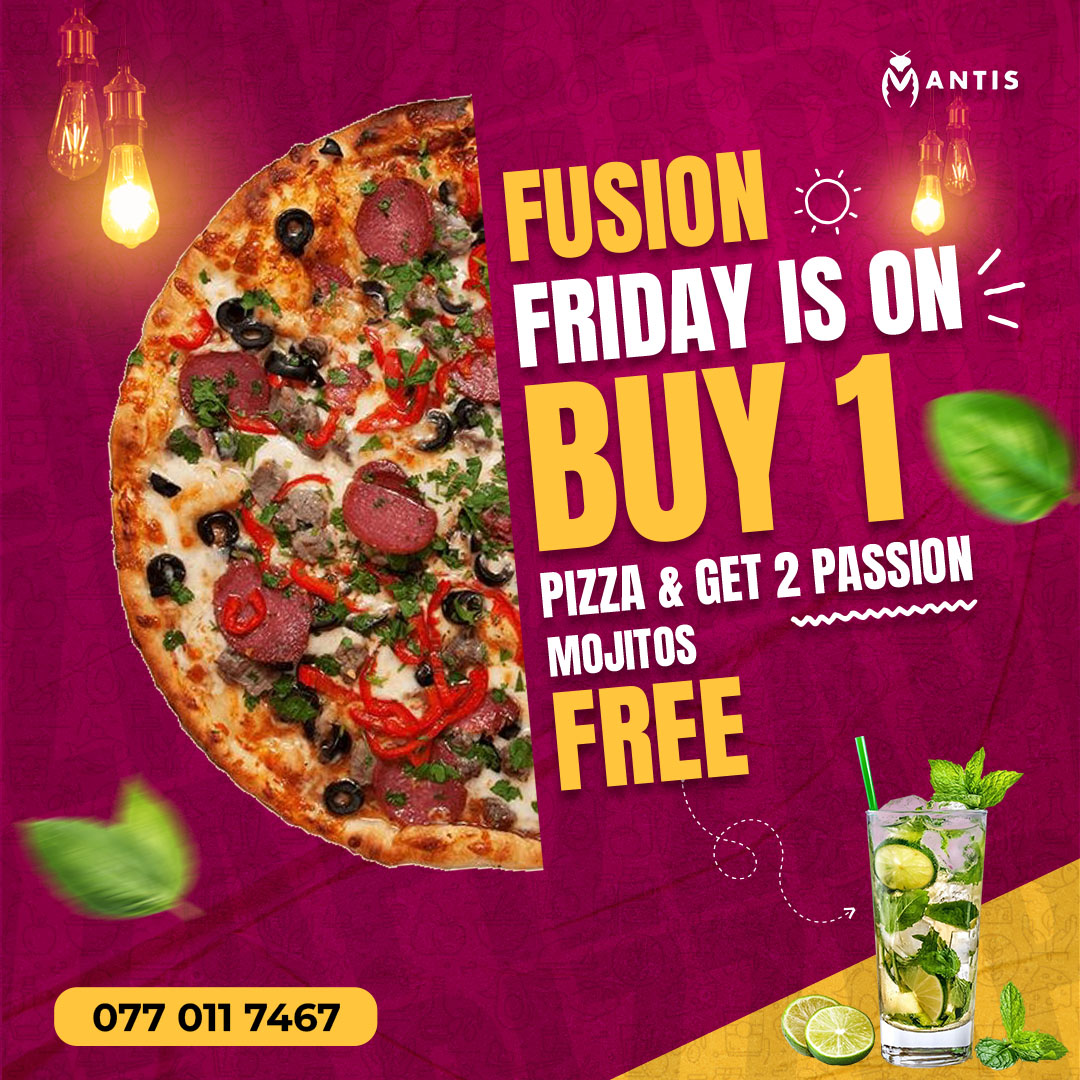 MANTIS
FUSION
FRIDAY IS ON
BUY 1
PIZZA & GET 2 PASSION
MOJITOS
FREE
077 011 7467